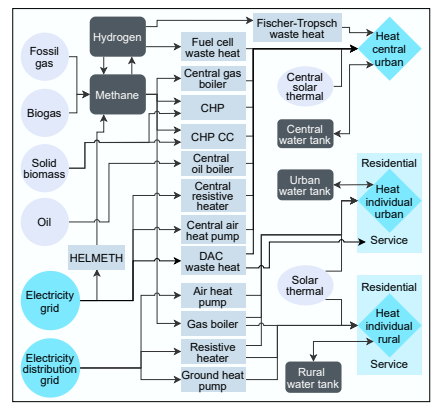 Fischer-Tropsch
waste heat
Hydrogen
Heat
central
urban
Fossil
gas
Fuel cell
waste heat
Central gas
boiler
Methane
Central
solar
thermal
Biogas
CHP
CHP CC
Central
water tank
Solid
biomass
Central
oil boiler
Residential
Urban
water tank
Heat
individual
urban
Central
resistive
heater
Oil
Central air
heat pump
Service
HELMETH
DAC
waste heat
Solar
thermal
Residential
Electricity
grid
Air heat
pump
Gas boiler
Heat
individual
rural
Resistive
heater
Electricity
distribution
grid
Service
Rural
water tank
Ground heat
pump